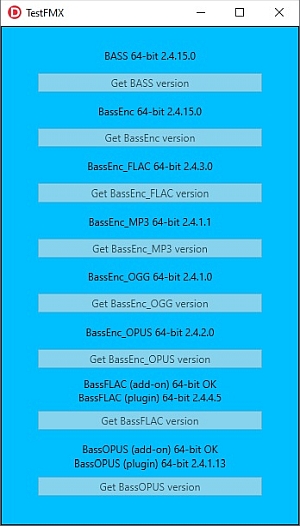 TestFMX
BASS 64-bit 2.4.15.0
Get BASS version
BassEnc 64-bit 2.4.15.0
Get BassEnc version
BassEnc_FLAC 64-bit 2.4.3.0
Get BassEnc_FLAC version
BassEnc_MP3 64-bit 2.4.1.1
Get BassEnc_MP3 version
BassEnc_OGG 64-bit 2.4.1.0
Get BassEnc_OGG version
BassEnc_OPUS 64-bit 2.4.2.0
Get BassEnc_OPUS version
BassFLAC (add-on) 64-bit OK
BassFLAC (plugin) 64-bit 2.4.4.5
Get BassFLAC version
BassOPUS (add-on) 64-bit OK
BassOPUS (plugin) 64-bit 2.4.1.13
Get BassOPUS version